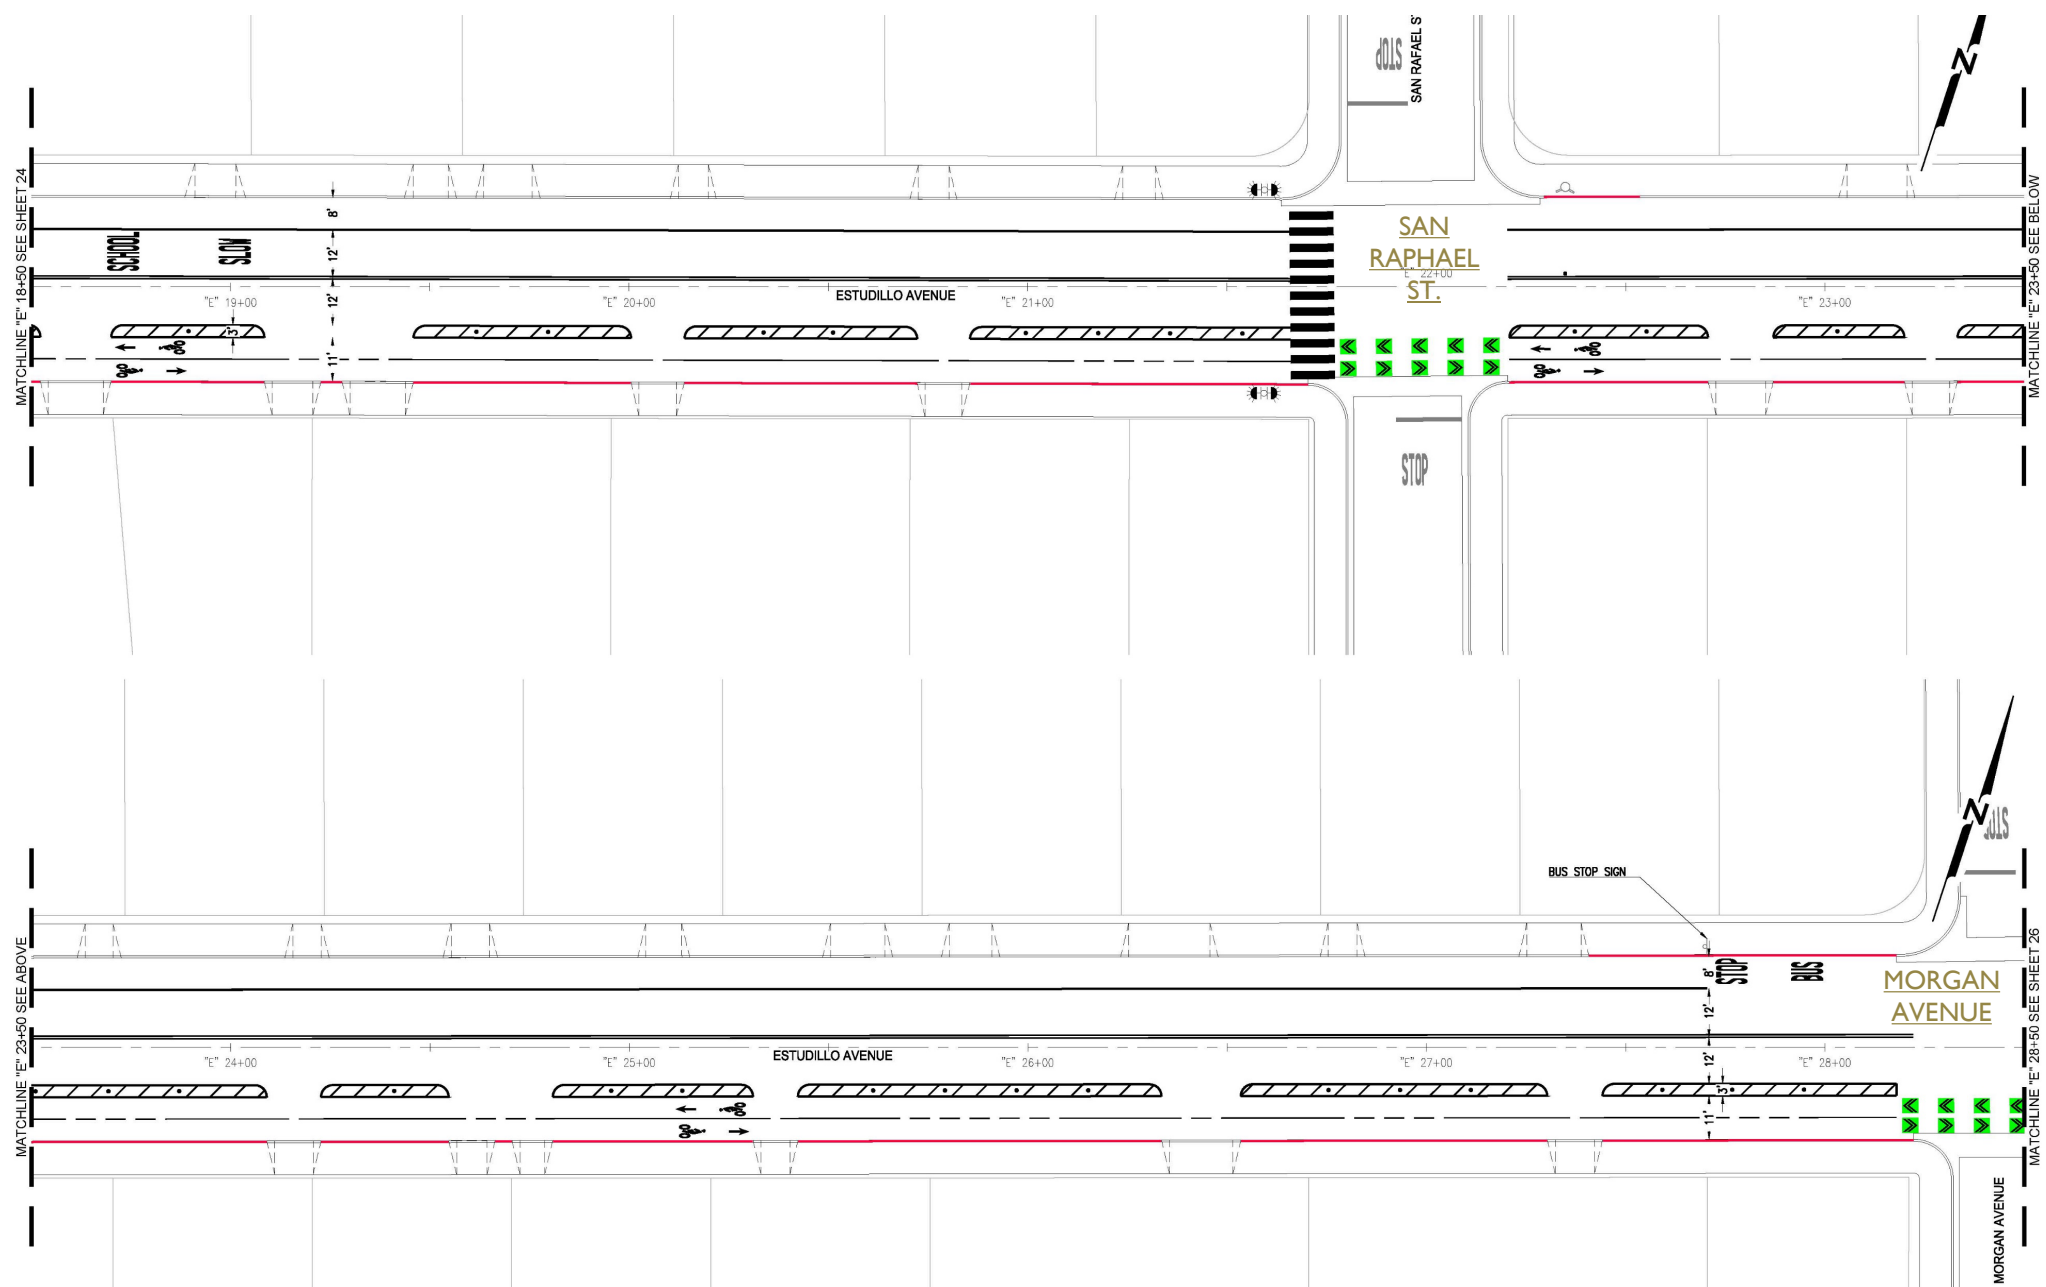 STOP
SAN RAFAEL S
N
MATCHLINE "E" 18+50 SEE SHEET 24
8'
SCHOOL
SLOW
12'
SAN
RAPHAEL
ST.
"E" 19+00
12'
"E" 20+00
ESTUDILLO AVENUE
"E" 21+00
E" 22+00
"E" 23+00
3'
11'
MATCHLINE "E" 23+50 SEE BELOW
STOP
N
STOP
BUS STOP SIGN
MATCHLINE "E" 23+50 SEE ABOVE
8'
STOP
BUS
MORGAN
AVENUE
12'
"E" 24+00
"E" 25+00
ESTUDILLO AVENUE
"E" 26+00
"E" 27+00
12'
"E" 28+00
3'
11'
MATCHLINE "E" 28+50 SEE SHEET 26
MORGAN AVENUE